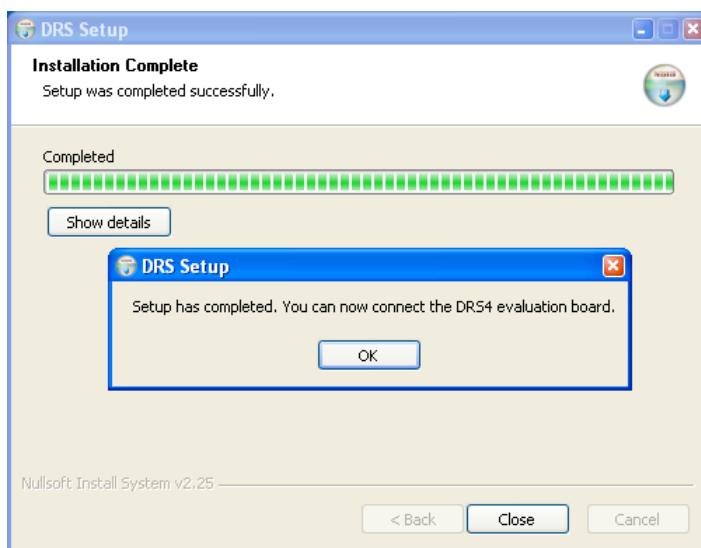 DRS Setup
Installation Complete
Setup was completed successfully.
Completed
Show details
DRS Setup
Setup has completed. You can now connect the DRS4 evaluation board.
OK
Nullsoft Install System v2.25
< Back
Close
Cancel